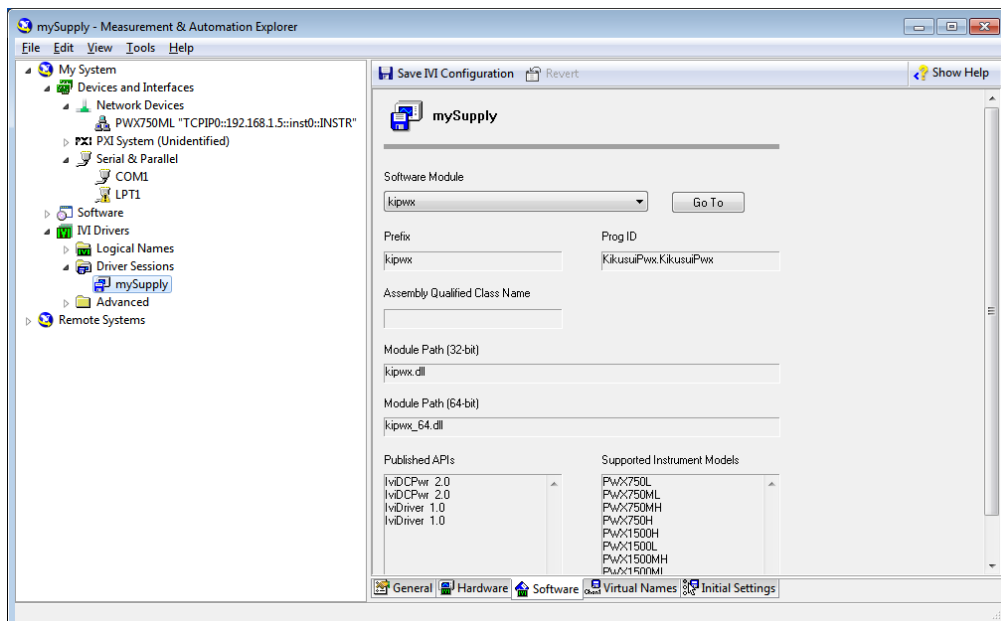 mySupply - Measurement & Automation Explorer
File Edit View Tools Help
My System
Devices and Interfaces
Network Devices
PWX750ML "TCPIP0::192.168.1.5::inst0::INSTR"
PXI PXI System (Unidentified)
Serial & Parallel
COM1
LPT1
Software
IVI Drivers
Logical Names
Driver Sessions
mySupply
Advanced
Remote Systems
Save IVI Configuration Revert Show Help
mySupply
Software Module
kipwx Go To
Prefix Prog ID
kipwx KikusuiPwx.KikusuiPwx
Assembly Qualified Class Name
Module Path (32-bit)
kipwx.dll
Module Path (64-bit)
kipwx_64.dll
Published APIs Supported Instrument Models
IviDCPwr 2.0 PWX750L
IviDCPwr 2.0 PWX750ML
IviDriver 1.0 PWX750MH
IviDriver 1.0 PWX750H
PWX1500H
PWX1500L
PWX1500MH
PWX1500ML
General Hardware Software Virtual Names Initial Settings